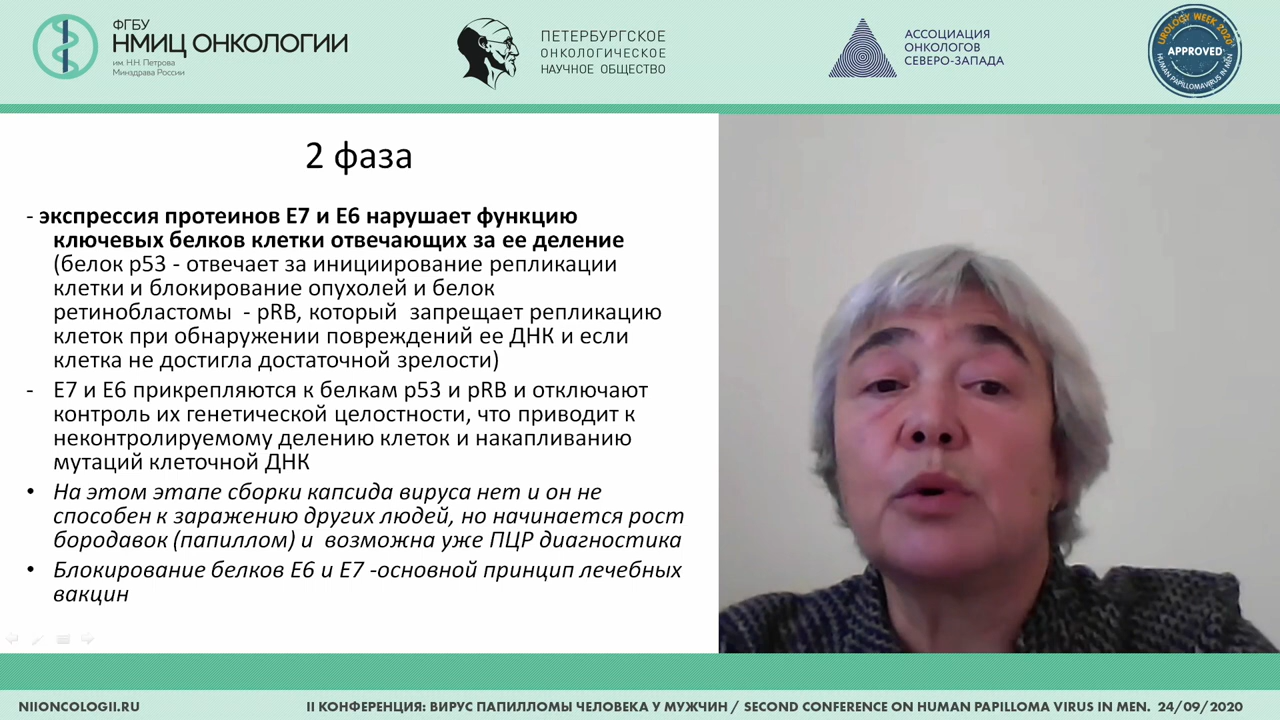 ФГБУ
НМИЦ ОНКОЛОГИИ
им. Н.Н. Петрова
Минздрава России
ПЕТЕРБУРГСКОЕ
ОНКОЛОГИЧЕСКОЕ
НАУЧНОЕ ОБЩЕСТВО
АССОЦИАЦИЯ
ОНКОЛОГОВ
СЕВЕРО-ЗАПАДА
UROLOGY WEEK 2020
APPROVED
HUMAN PAPILLOMAVIRUS IN MEN
2 фаза
- экспрессия протеинов Е7 и Е6 нарушает функцию
ключевых белков клетки отвечающих за ее деление
(белок p53 - отвечает за инициирование репликации
клетки и блокирование опухолей и белок
ретинобластомы - pRB, который запрещает репликацию
клеток при обнаружении повреждений ее ДНК и если
клетка не достигла достаточной зрелости)
- Е7 и Е6 прикрепляются к белкам p53 и pRB и отключают
контроль их генетической целостности, что приводит к
неконтролируемому делению клеток и накапливанию
мутаций клеточной ДНК
• На этом этапе сборки капсида вируса нет и он не
способен к заражению других людей, но начинается рост
бородавок (папиллом) и возможна уже ПЦР диагностика
• Блокирование белков Е6 и Е7 -основной принцип лечебных
вакцин
NIIONCOLOGII.RU
II КОНФЕРЕНЦИЯ: ВИРУС ПАПИЛЛОМЫ ЧЕЛОВЕКА У МУЖЧИН / SECOND CONFERENCE ON HUMAN PAPILLOMA VIRUS IN MEN. 24/09/2020